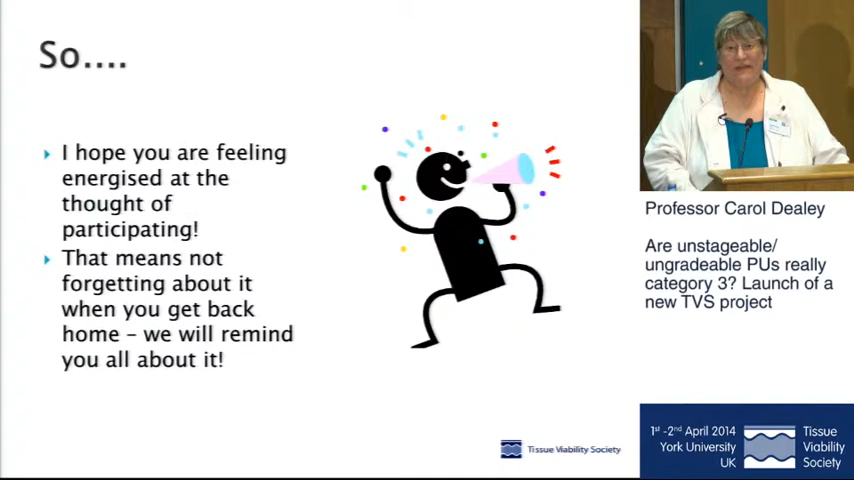 So....
I hope you are feeling
energised at the
thought of
participating!
That means not
forgetting about it
when you get back
home – we will remind
you all about it!
Tissue Viability Society
Professor Carol Dealey
Are unstageable/
ungradeable PUs really
category 3? Launch of a
new TVS project
1st -2nd April 2014
York University
UK
Tissue
Viability
Society